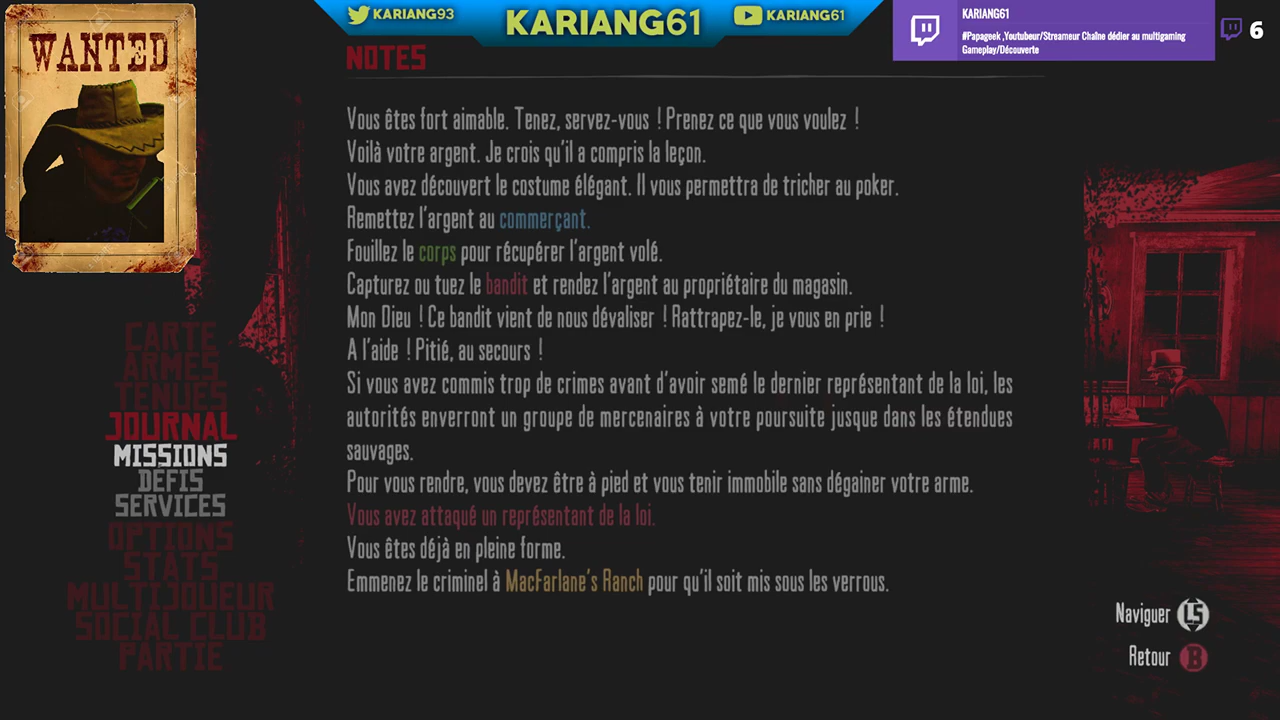 WANTED
KARIANG93
KARIANG61
KARIANG61
KARIANG61
#Papageek ,Youtubeur/Streameur Chaîne dédier au multigaming
Gameplay/Découverte
6
NOTES
Vous êtes fort aimable. Tenez, servez-vous ! Prenez ce que vous voulez !
Voilà votre argent. Je crois qu'il a compris la leçon.
Vous avez découvert le costume élégant. Il vous permettra de tricher au poker.
Remettez l'argent au commerçant.
Fouillez le corps pour récupérer l'argent volé.
Capturez ou tuez le bandit et rendez l'argent au propriétaire du magasin.
Mon Dieu ! Ce bandit vient de nous dévaliser ! Rattrapez-le, je vous en prie !
A l'aide ! Pitié, au secours !
Si vous avez commis trop de crimes avant d'avoir semé le dernier représentant de la loi, les
autorités enverront un groupe de mercenaires à votre poursuite jusque dans les étendues
sauvages.
Pour vous rendre, vous devez être à pied et vous tenir immobile sans dégainer votre arme.
Vous avez attaqué un représentant de la loi.
Vous êtes déjà en pleine forme.
Emmenez le criminel à MacFarlane's Ranch pour qu'il soit mis sous les verrous.
CARTE
ARMES
TENUES
JOURNAL
MISSIONS
DÉFIS
SERVICES
OPTIONS
STATS
MULTIJOUEUR
SOCIAL CLUB
PARTIE
Naviguer LS
Retour B